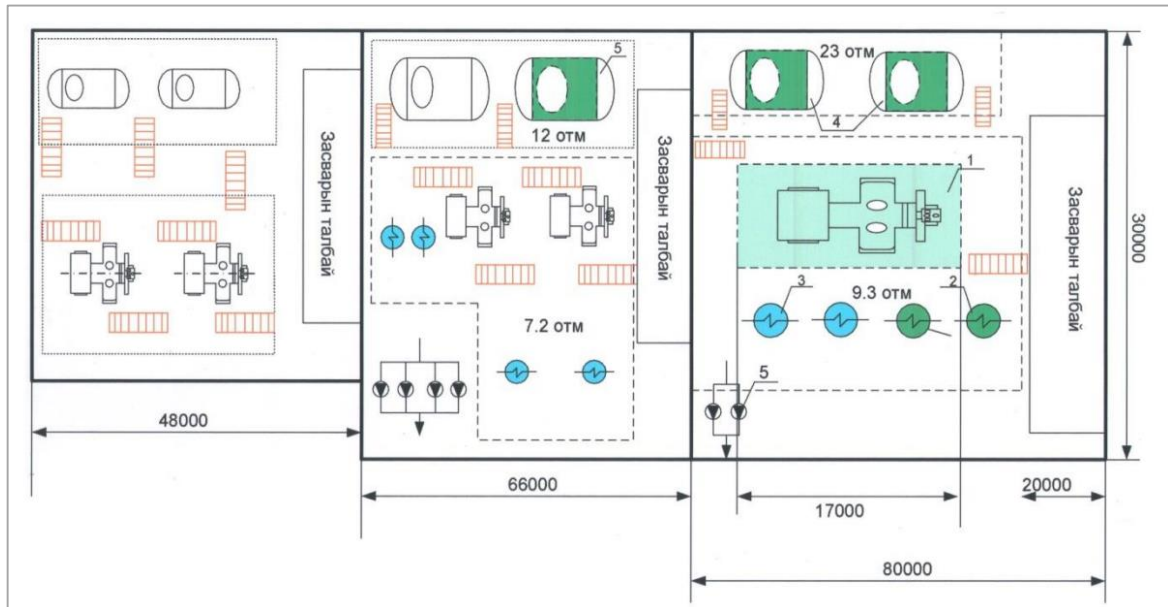 5
23 отм
4
12 отм
Засварын талбай
Засварын талбай
1
Засварын талбай
30000
3
9.3 отм
2
7.2 отм
5
48000
66000
17000
20000
80000